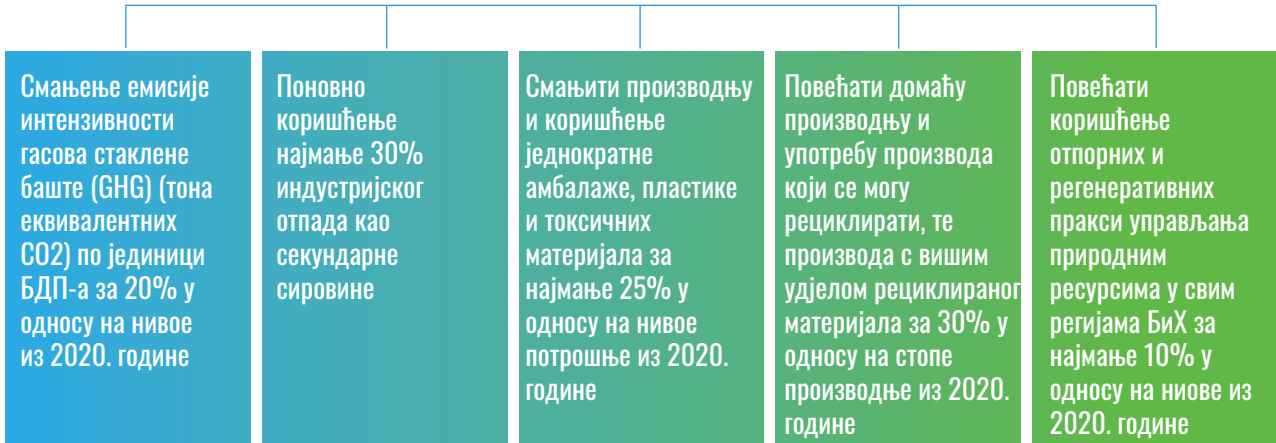 Смањење емисије
интензивности
гасова стаклене
баште (GHG) (тона
еквивалентних
CO2) по јединици
БДП-а за 20% у
односу на нивое
из 2020. године
Поновно
коришћење
најмање 30%
индустријског
отпада као
секундарне
сировине
Смањити производњу
и коришћење
једнократне
амбалаже, пластике
и токсичних
материјала за
најмање 25% у
односу на нивое
потрошње из 2020.
године
Повећати домаћу
производњу и
употребу производа
који се могу
рециклирати, те
производа с вишим
удјелом рециклираног
материјала за 30% у
односу на стопе
производње из 2020.
године
Повећати
коришћење
отпорних и
регенеративних
пракси управљања
природним
ресурсима у свим
регијама БиХ за
најмање 10% у
односу на ниове из
2020. године